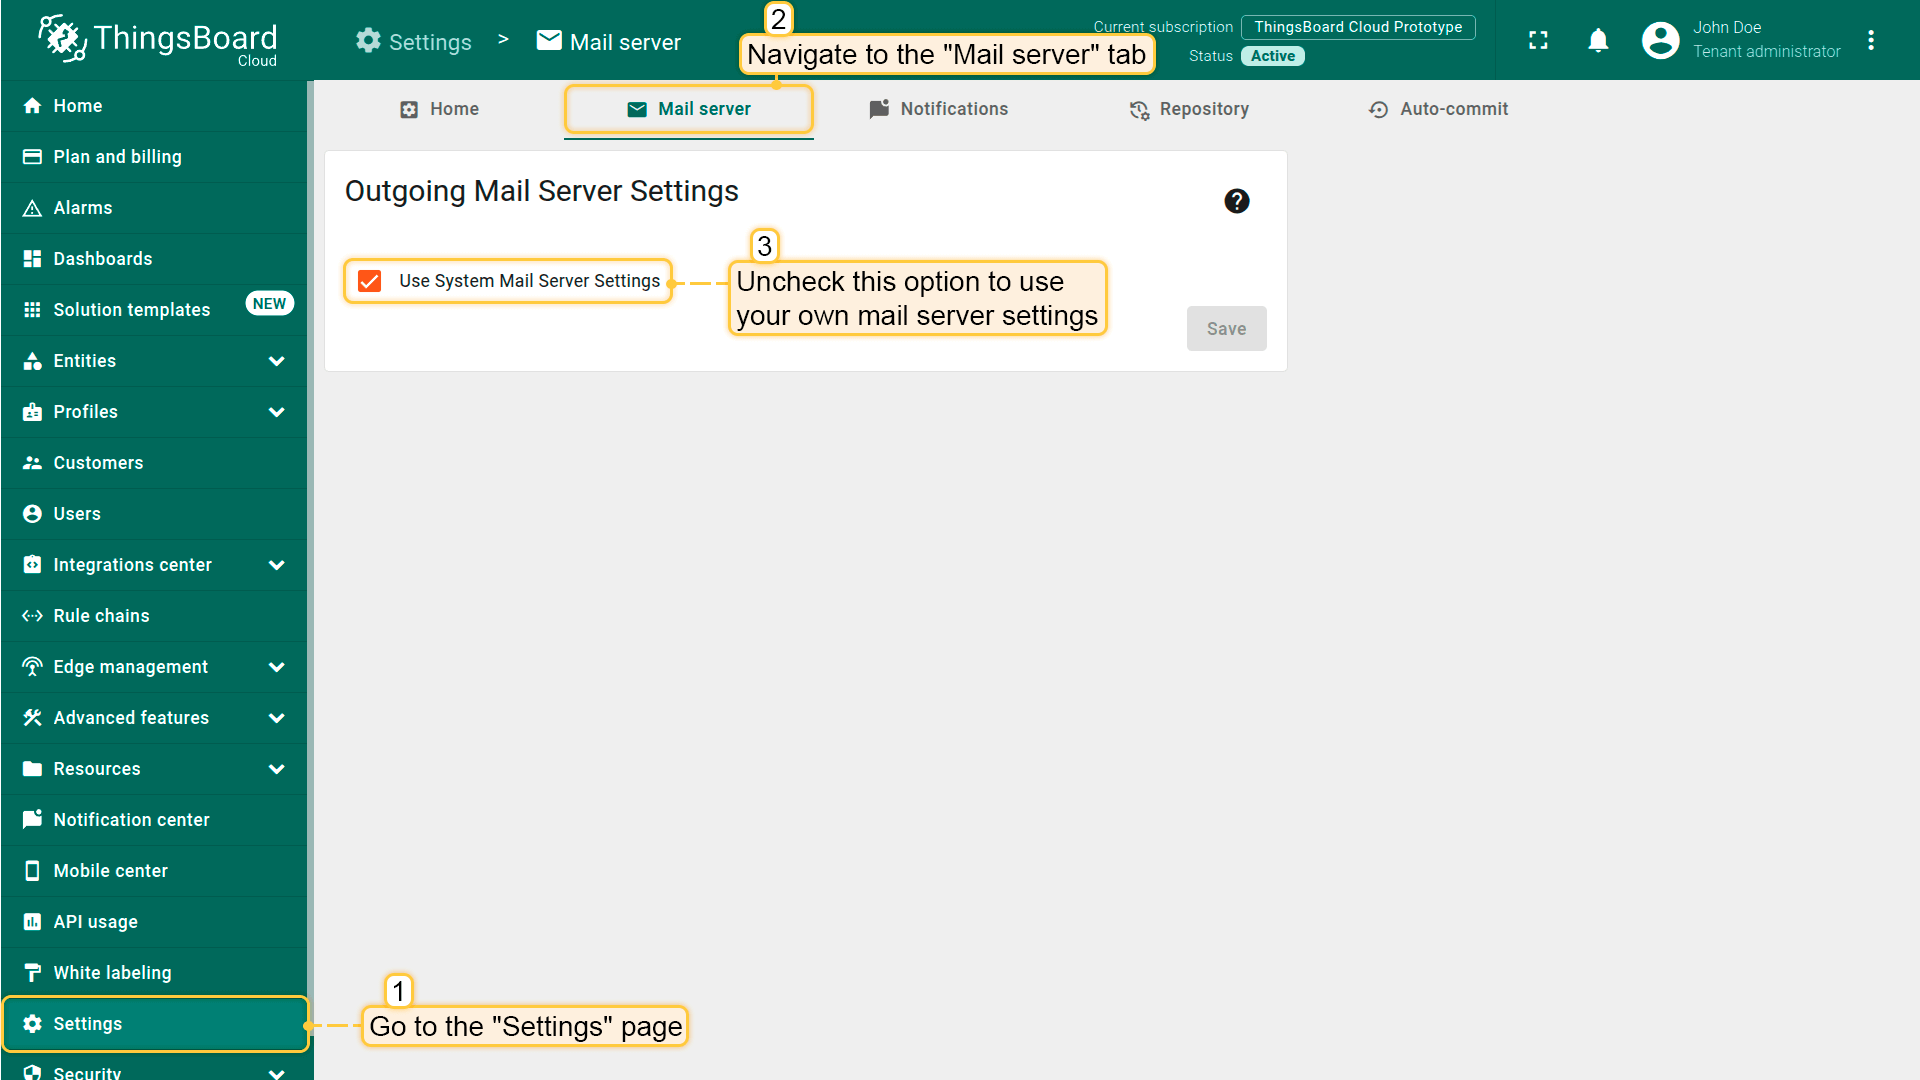 ThingsBoard
Cloud
Settings > Mail server
2
Navigate to the "Mail server" tab
Current subscription ThingsBoard Cloud Prototype
Status Active
John Doe
Tenant administrator
Home
Plan and billing
Alarms
Dashboards
Solution templates NEW
Entities
Profiles
Customers
Users
Integrations center
Rule chains
Edge management
Advanced features
Resources
Notification center
Mobile center
API usage
White labeling
Settings
Security
Home Mail server Notifications Repository Auto-commit
Outgoing Mail Server Settings
?
Use System Mail Server Settings
3
Uncheck this option to use
your own mail server settings
Save
1
Go to the "Settings" page